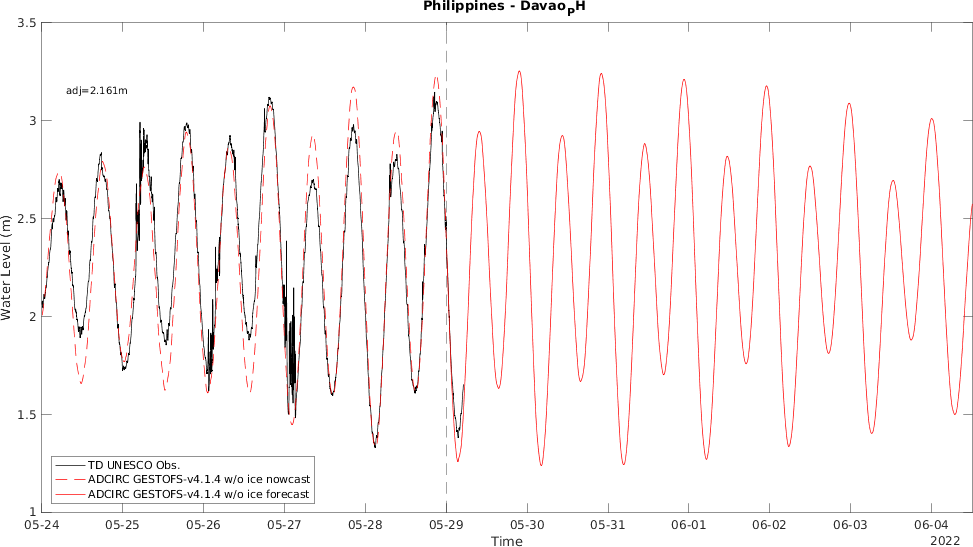 Philippines - DavaopH
3.5
adj=2.161m
3
2.5
Water Level (m)
2
1.5
TD UNESCO Obs.
ADCIRC GESTOFS-v4.1.4 w/o ice nowcast
ADCIRC GESTOFS-v4.1.4 w/o ice forecast
1
05-24 05-25 05-26 05-27 05-28 05-29 05-30 05-31 06-01 06-02 06-03 06-04
Time
2022